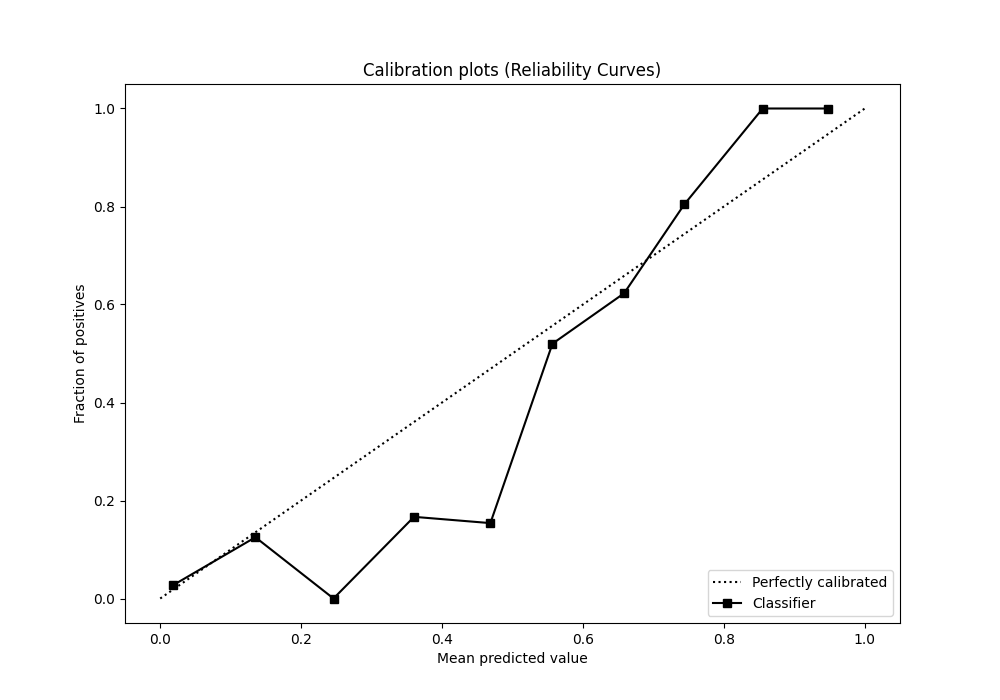 Calibration plots (Reliability Curves)
1.0
0.8
0.6
0.4
0.2
0.0
Fraction of positives
0.0 0.2 0.4 0.6 0.8 1.0
Mean predicted value
Perfectly calibrated
Classifier